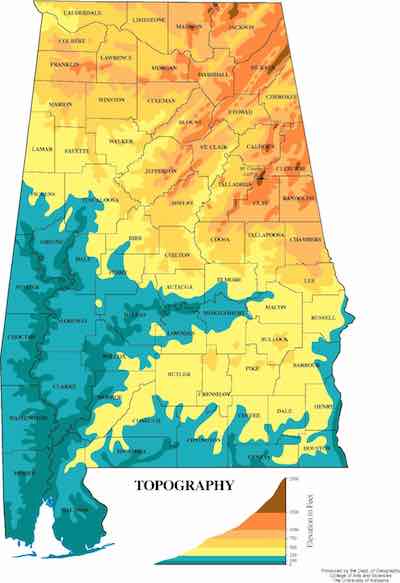 LAUDERDALE
LIMESTONE
MADISON
JACKSON
COLBERT
FRANKLIN
LAWRENCE
MORGAN
MARSHALL
DE KALB
MARION
WINSTON
CULLMAN
CHEROKEE
BLOUNT
ETOWAH
LAMAR
FAYETTE
WALKER
ST. CLAIR
CALHOUN
JEFFERSON
CLEBURNE
PICKENS
TUSCALOOSA
SHELBY
TALLADEGA
CLAY
RANDOLPH
GREENE
HALE
BIBB
CHILTON
COOSA
TALLAPOOSA
CHAMBERS
SUMTER
PERRY
AUTAUGA
ELMORE
LEE
MARENGO
DALLAS
MONTGOMERY
MACON
RUSSELL
CHOCTAW
LOWNDES
BULLOCK
WILCOX
BUTLER
PIKE
BARBOUR
CLARKE
MONROE
CRENSHAW
WASHINGTON
CONECUH
COFFEE
DALE
HENRY
ESCAMBIA
COVINGTON
GENEVA
HOUSTON
MOBILE
BALDWIN
TOPOGRAPHY
Elevation in Feet
Produced by the Dept. of Geography
College of Arts and Sciences
The University of Alabama